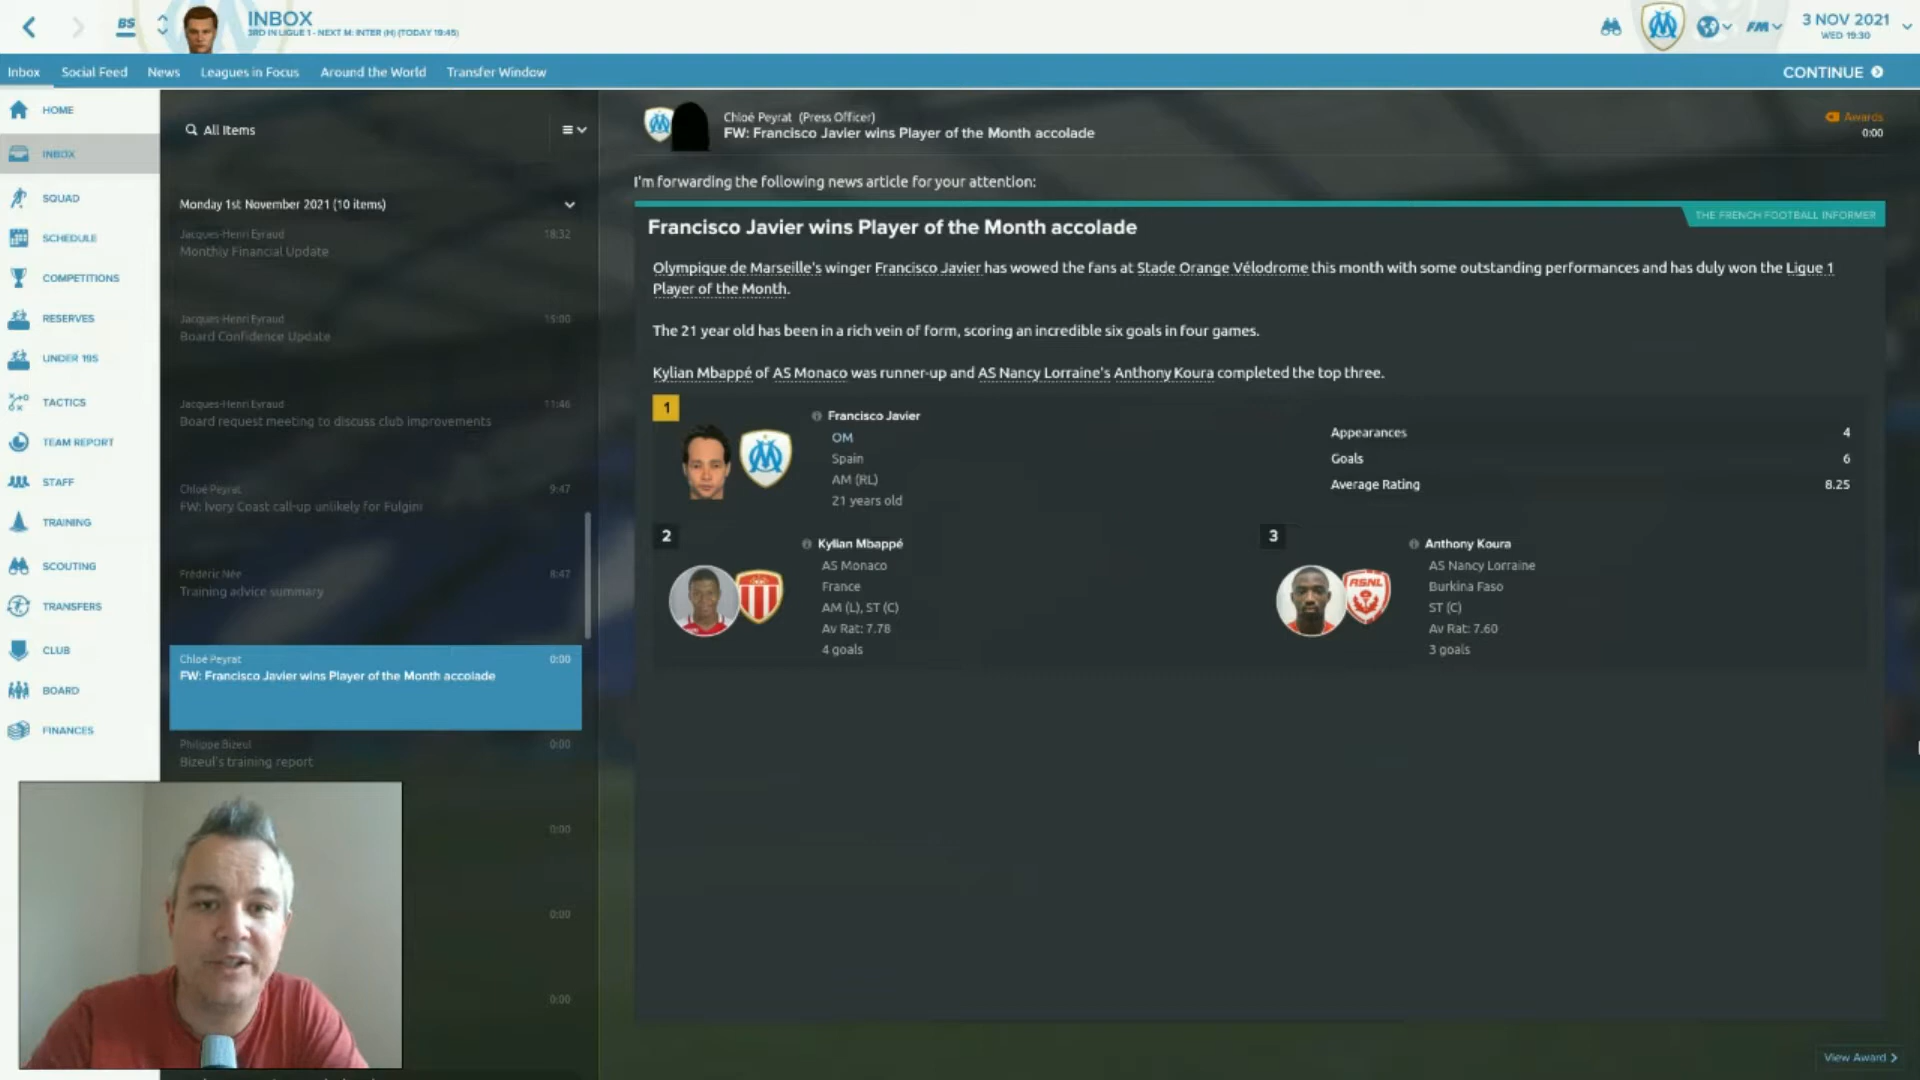 BS
INBOX
3RD IN LIGUE 1 - NEXT M: INTER (H) (TODAY 19:45)
FM
3 NOV 2021
WED 19:30
Inbox
Social Feed
News
Leagues in Focus
Around the World
Transfer Window
CONTINUE
HOME
INBOX
SQUAD
SCHEDULE
COMPETITIONS
RESERVES
UNDER 19S
TACTICS
TEAM REPORT
STAFF
TRAINING
SCOUTING
TRANSFERS
CLUB
BOARD
FINANCES
All Items
Monday 1st November 2021 (10 items)
Jacques-Henri Eyraud 18:32
Monthly Financial Update
Jacques-Henri Eyraud 15:00
Board Confidence Update
Jacques-Henri Eyraud 11:46
Board request meeting to discuss club improvements
Chloé Peyrat 9:47
FW: Ivory Coast call-up unlikely for Fulgini
Frédéric Née 8:47
Training advice summary
Chloé Peyrat 0:00
FW: Francisco Javier wins Player of the Month accolade
Philippe Bizeul 0:00
Bizeul's training report
0:00
0:00
0:00
Chloé Peyrat (Press Officer)
FW: Francisco Javier wins Player of the Month accolade
Awards
0:00
I'm forwarding the following news article for your attention:
THE FRENCH FOOTBALL INFORMER
Francisco Javier wins Player of the Month accolade
Olympique de Marseille's winger Francisco Javier has wowed the fans at Stade Orange Vélodrome this month with some outstanding performances and has duly won the Ligue 1
Player of the Month.
The 21 year old has been in a rich vein of form, scoring an incredible six goals in four games.
Kylian Mbappé of AS Monaco was runner-up and AS Nancy Lorraine's Anthony Koura completed the top three.
1
Francisco Javier
OM
Spain
AM (RL)
21 years old
Appearances 4
Goals 6
Average Rating 8.25
2
Kylian Mbappé
AS Monaco
France
AM (L), ST (C)
Av Rat: 7.78
4 goals
3
ASNL
Anthony Koura
AS Nancy Lorraine
Burkina Faso
ST (C)
Av Rat: 7.60
3 goals
View Award